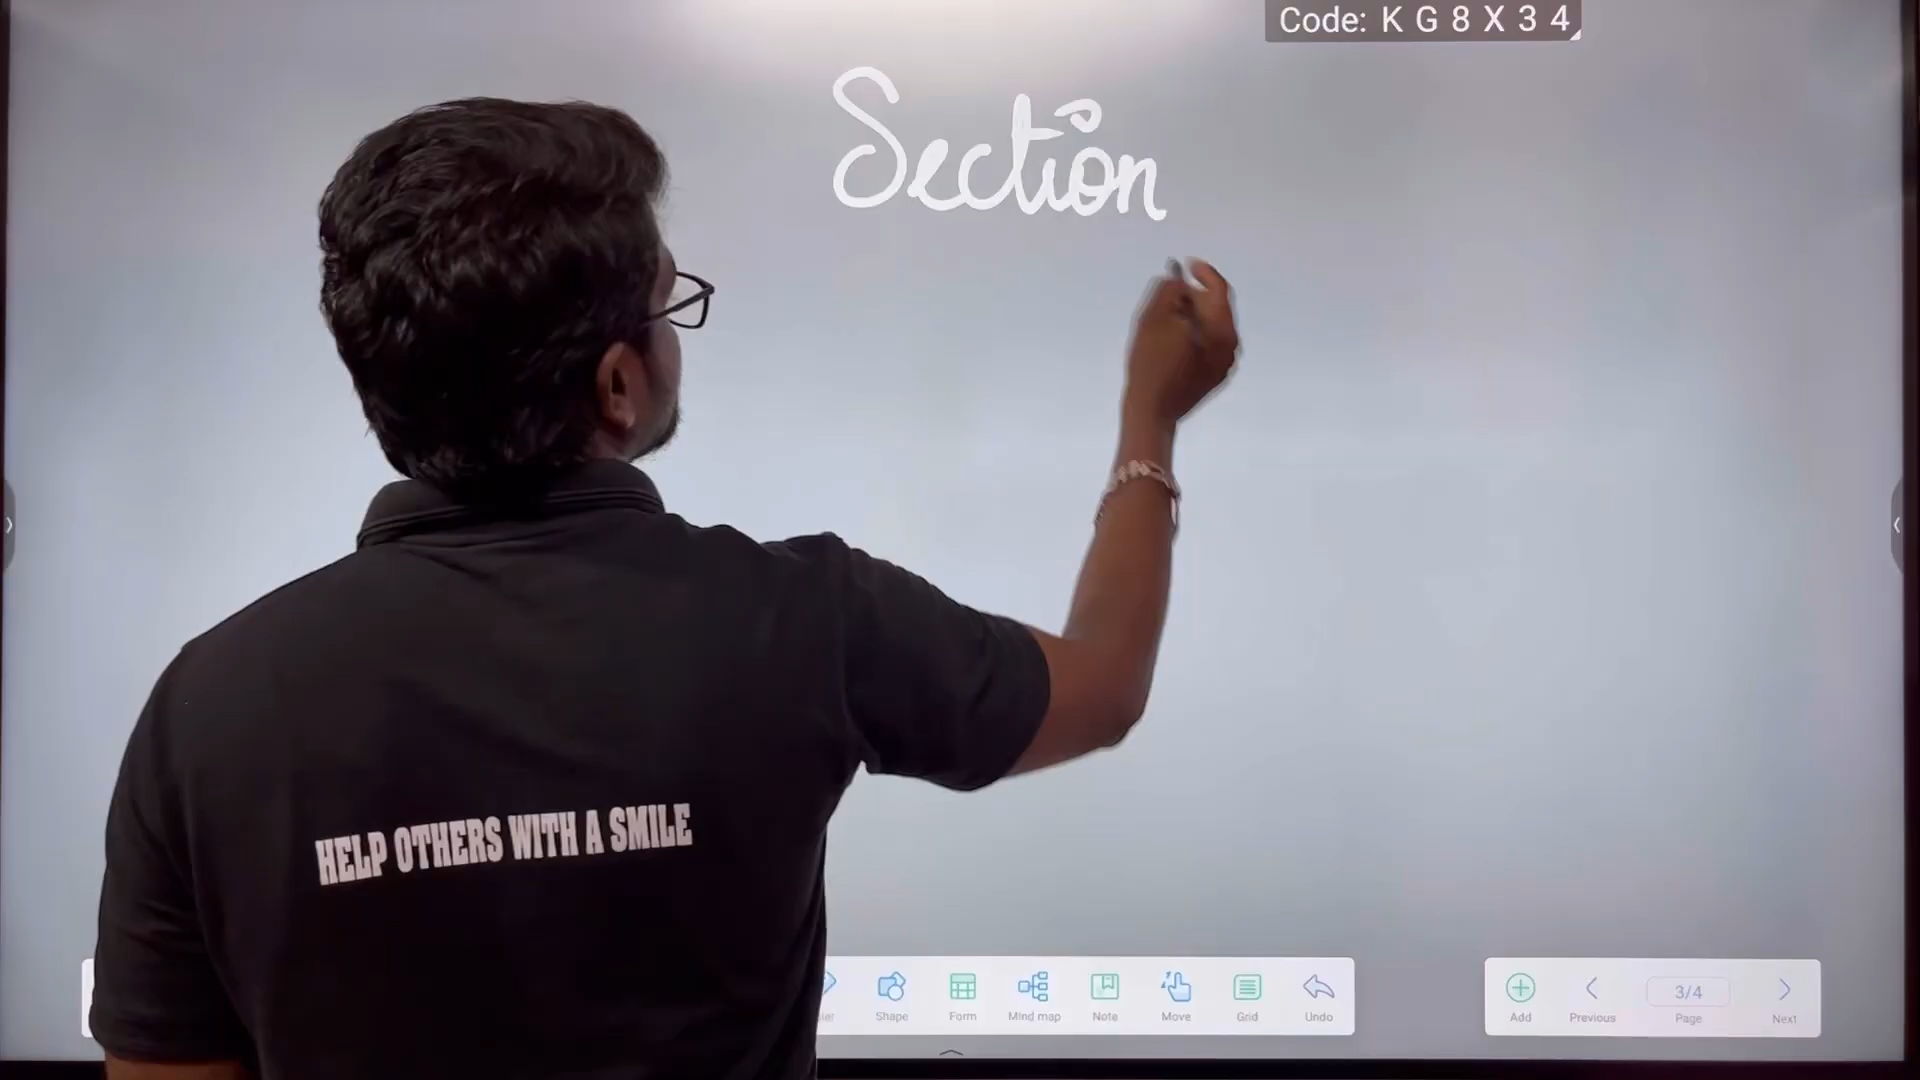 Code: K G 8 X 3 4
Section
HELP OTHERS WITH A SMILE
Shape Form Mind map Note Move Grid Undo
Add Previous 3/4 Page Next